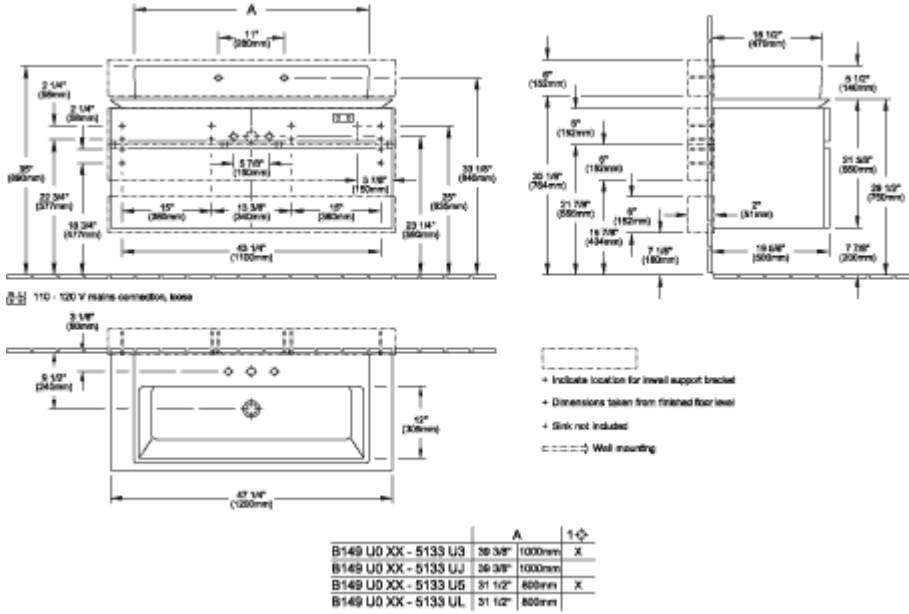 A
11"
(280mm)
2 1/4"
(58mm)
2 1/4"
(58mm)
5 7/8"
(150mm)
5 7/8"
(150mm)
35"
(890mm)
22 3/4"
(577mm)
18 3/4"
(477mm)
15"
(380mm)
13 3/8"
(340mm)
15"
(380mm)
43 1/4"
(1100mm)
23 1/4"
(590mm)
25"
(635mm)
33 1/8"
(840mm)
110 - 120 V mains connection, loose
18 1/2"
(470mm)
6"
(152mm)
5 1/2"
(140mm)
6"
(152mm)
6"
(152mm)
30 1/8"
(764mm)
21 7/8"
(556mm)
6"
(152mm)
15 7/8"
(404mm)
7 1/8"
(180mm)
2"
(51mm)
21 5/8"
(550mm)
29 1/2"
(750mm)
19 5/8"
(500mm)
7 7/8"
(200mm)
3 1/8"
(80mm)
9 1/2"
(240mm)
12"
(305mm)
47 1/4"
(1200mm)
+ Indicate location for inwall support bracket
+ Dimensions taken from finished floor level
+ Sink not included
Wall mounting
A 1
B149 U0 XX - 5133 U3 39 3/8" 1000mm X
B149 U0 XX - 5133 UJ 39 3/8" 1000mm
B149 U0 XX - 5133 U5 31 1/2" 800mm X
B149 U0 XX - 5133 UL 31 1/2" 800mm